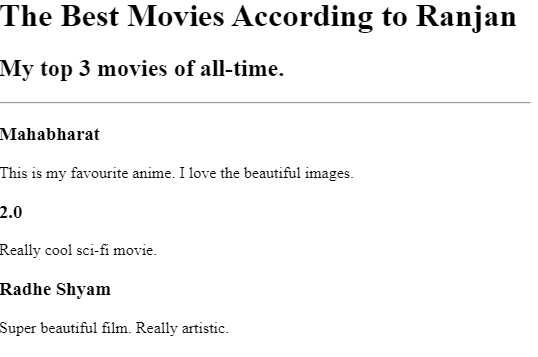 The Best Movies According to Ranjan
My top 3 movies of all-time.
Mahabharat
This is my favourite anime. I love the beautiful images.
2.0
Really cool sci-fi movie.
Radhe Shyam
Super beautiful film. Really artistic.